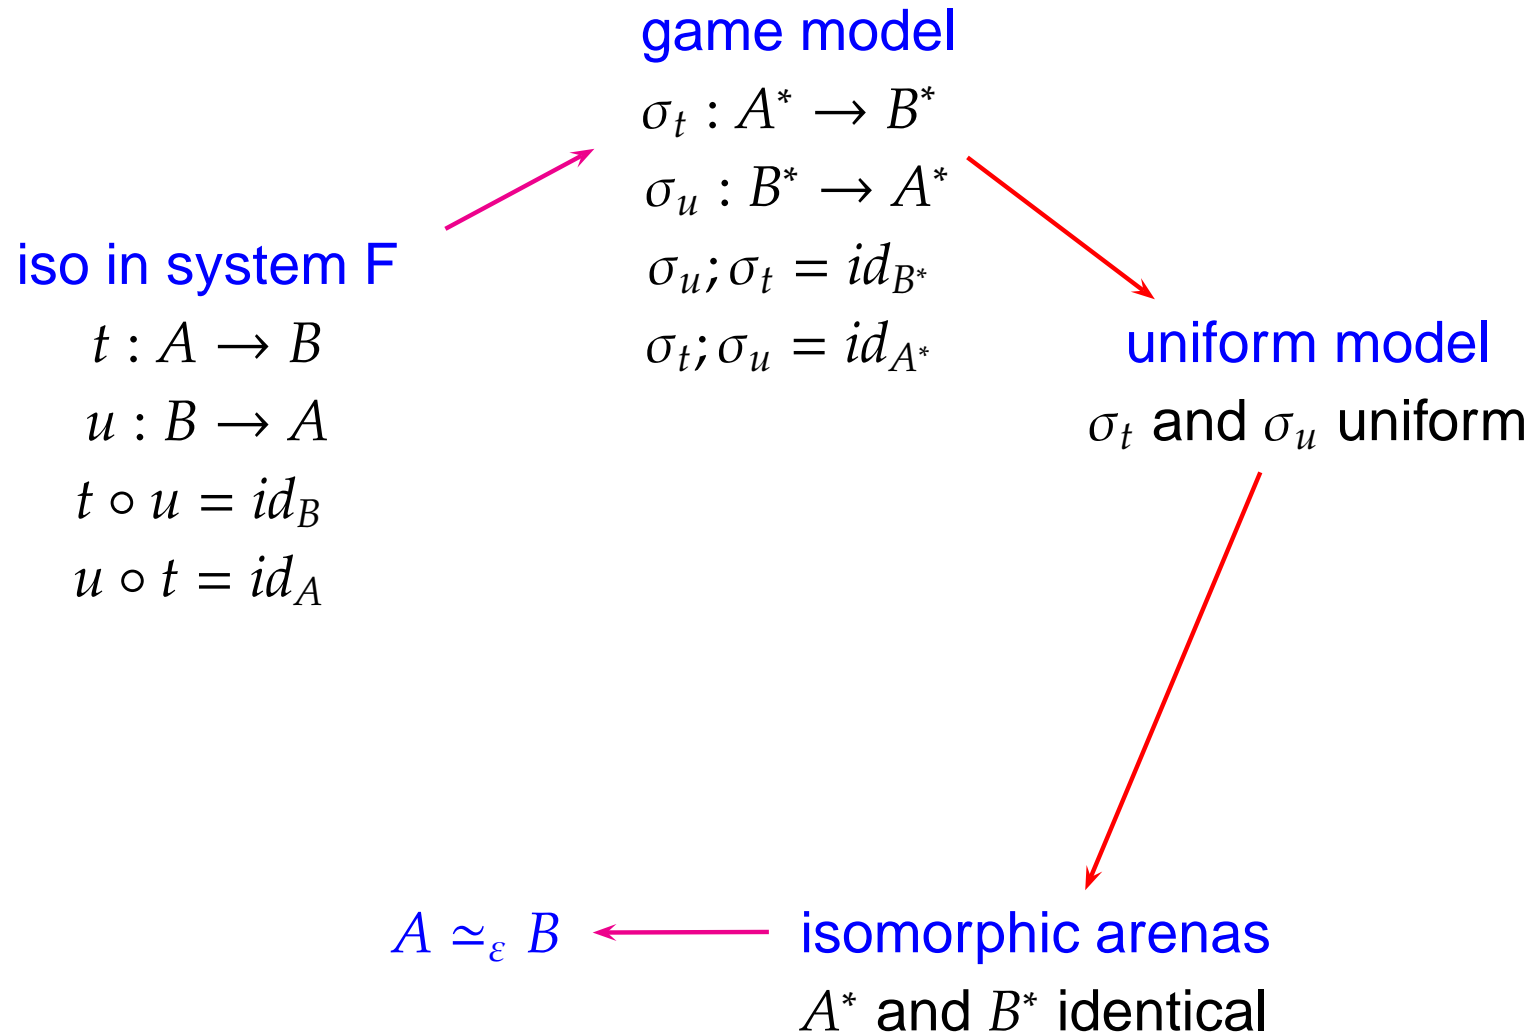 game model
σ_t : A* → B*
σ_u : B* → A*
σ_u; σ_t = id_{B*}
σ_t; σ_u = id_{A*}
iso in system F
t : A → B
u : B → A
t ∘ u = id_B
u ∘ t = id_A
uniform model
σ_t and σ_u uniform
A ≃_ε B
isomorphic arenas
A* and B* identical